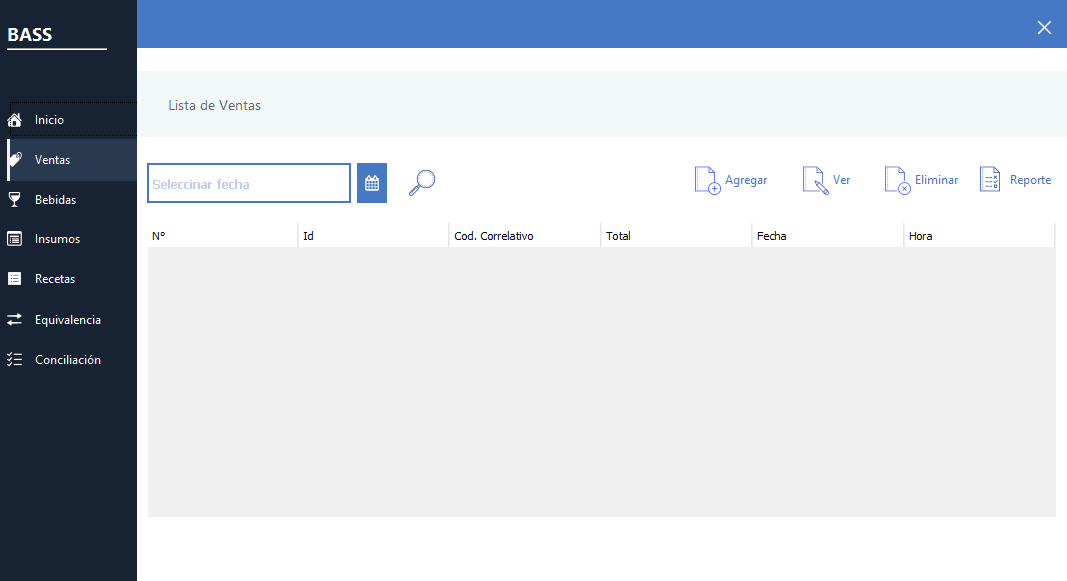 BASS
Inicio
Ventas
Bebidas
Insumos
Recetas
Equivalencia
Conciliación
Lista de Ventas
Seleccinar fecha
Agregar
Ver
Eliminar
Reporte
N° Id Cod. Correlativo Total Fecha Hora